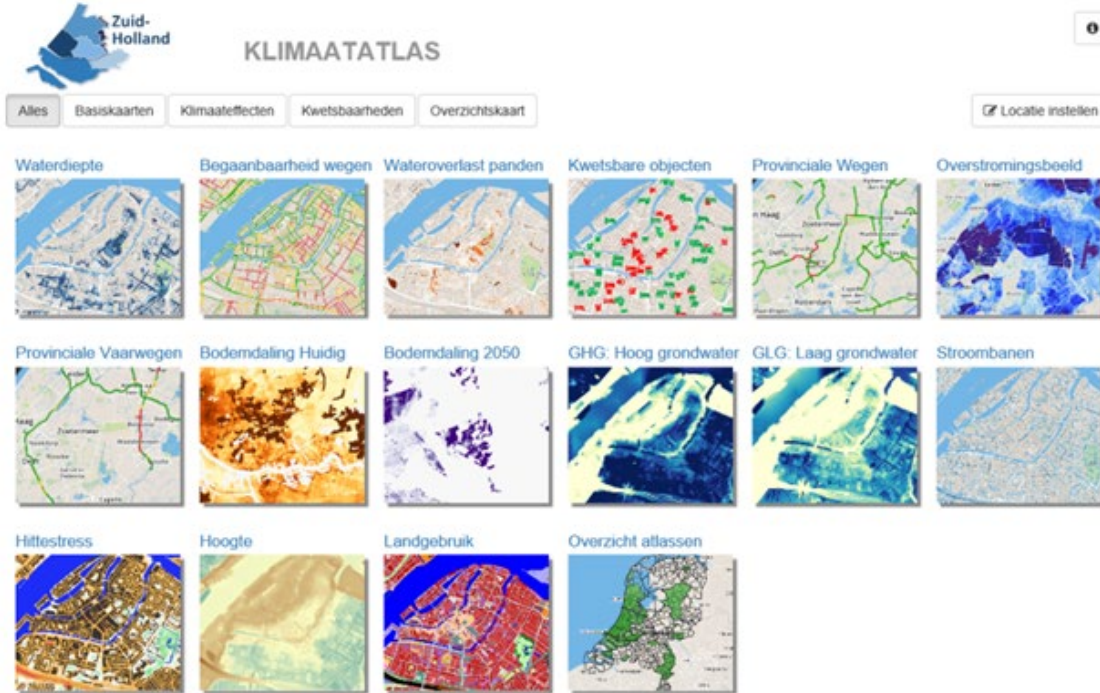 Zuid-
Holland
KLIMAATATLAS
Alles
Basiskaarten
Klimaateffecten
Kwetsbaarheden
Overzichtskaart
Locatie instellen
Waterdiepte
Begaanbaarheid wegen
Wateroverlast panden
Kwetsbare objecten
Provinciale Wegen
Overstromingsbeeld
Provinciale Vaarwegen
Bodemdaling Huidig
Bodemdaling 2050
GHG: Hoog grondwater
GLG: Laag grondwater
Stroombanen
Hittestress
Hoogte
Landgebruik
Overzicht atlassen